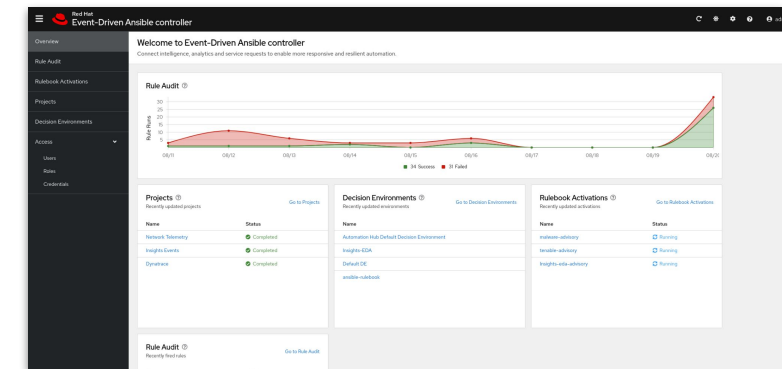 Red Hat
Event-Driven Ansible controller
Overview
Rule Audit
Rulebook Activations
Projects
Decision Environments
Access
Users
Roles
Credentials
Welcome to Event-Driven Ansible controller
Connect intelligence, analytics and service requests to enable more responsive and resilient automation.
Rule Audit
Rule Runs
30
25
20
15
10
5
08/11 08/12 08/13 08/14 08/15 08/16 08/17 08/18 08/19
34 Success 31 Failed
Projects
Go to Projects
Recently updated projects
Name Status
Network Telemetry Completed
Insights Events Completed
Dynatrace Completed
Decision Environments
Go to Decision Environments
Recently updated environments
Name
Automation Hub Default Decision Environment
Insights-EDA
Default DE
ansible-rulebook
Rulebook Activations
Go to Rulebook Activations
Recently updated activations
Name Status
malware-advisory Running
tenable-advisory Running
insights-eda-advisory Running
Rule Audit
Go to Rule Audit
Recently fired rules